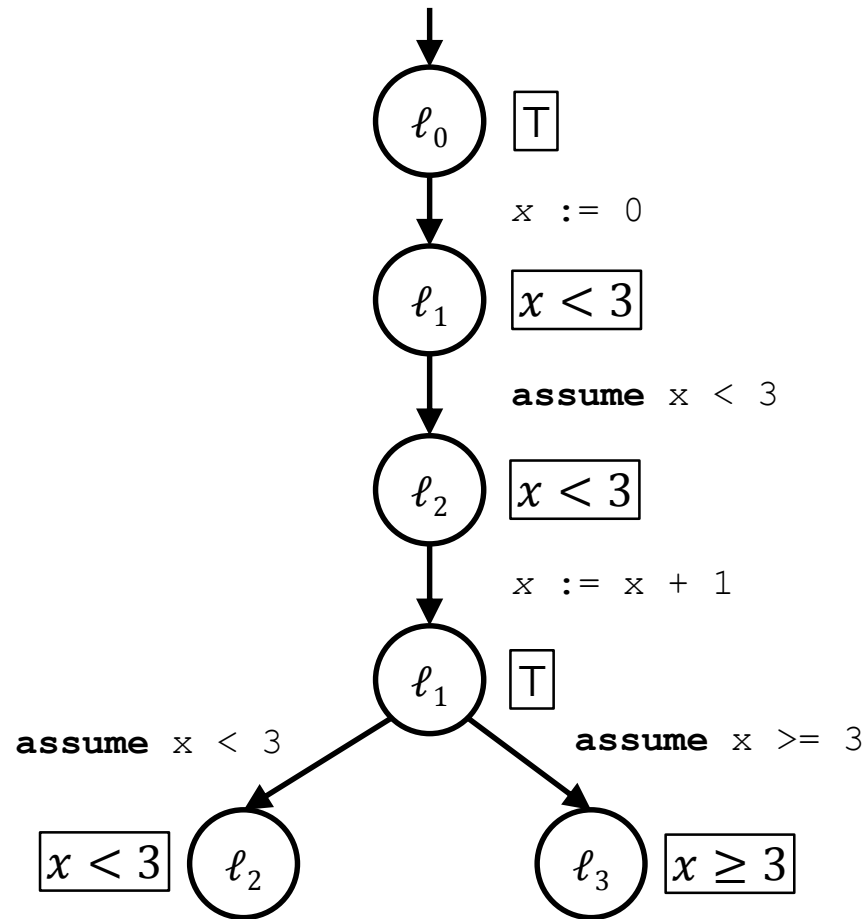 ℓ₀ T
x := 0
ℓ₁ x < 3
assume x < 3
ℓ₂ x < 3
x := x + 1
ℓ₁ T
assume x < 3 assume x >= 3
x < 3 ℓ₂ ℓ₃ x ≥ 3